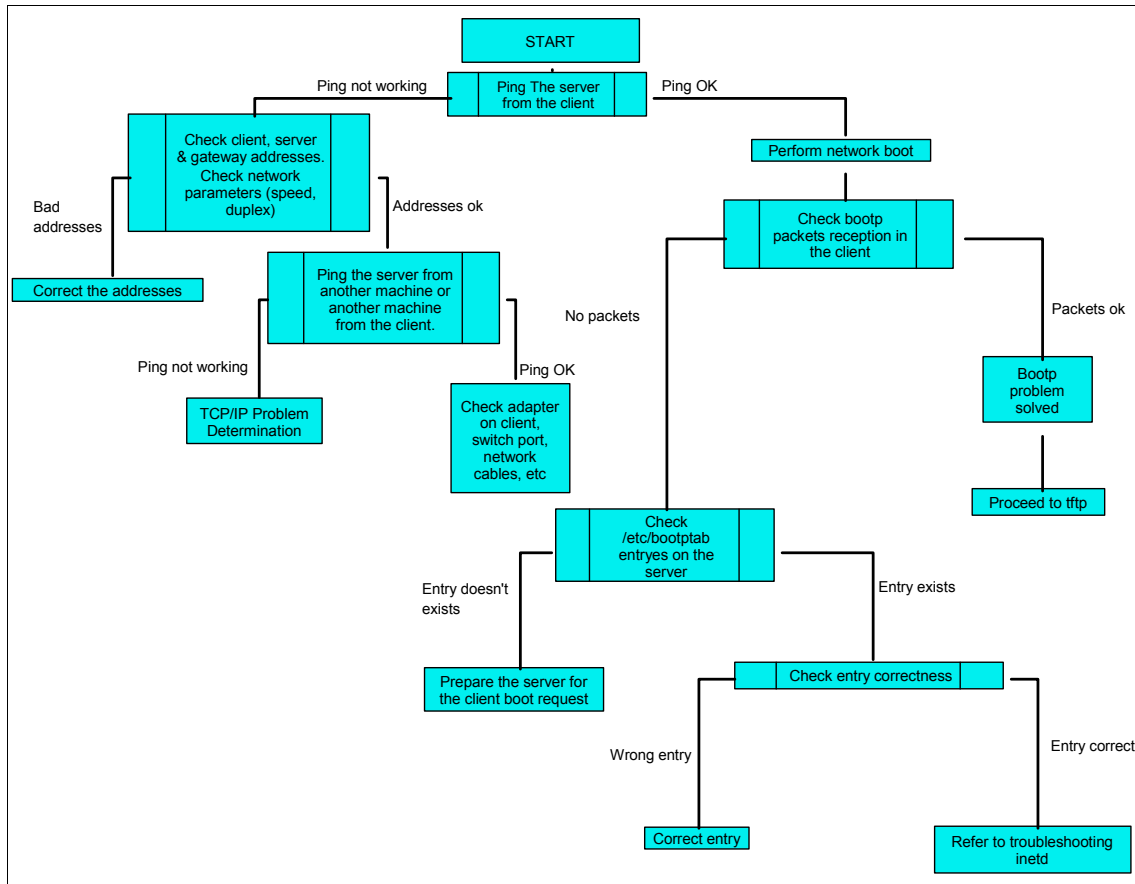 START
Ping not working
Ping The server
from the client
Ping OK
Check client, server
& gateway addresses.
Check network
parameters (speed,
duplex)
Perform network boot
Bad
addresses
Addresses ok
Check bootp
packets reception in
the client
Correct the addresses
Ping the server from
another machine or
another machine
from the client.
No packets
Packets ok
Ping not working
Ping OK
Bootp
problem
solved
TCP/IP Problem
Determination
Check adapter
on client,
switch port,
network
cables, etc
Proceed to tftp
Check
/etc/bootptab
entryes on the
server
Entry doesn't
exists
Entry exists
Prepare the server for
the client boot request
Check entry correctness
Wrong entry
Entry correct
Correct entry
Refer to troubleshooting
inetd